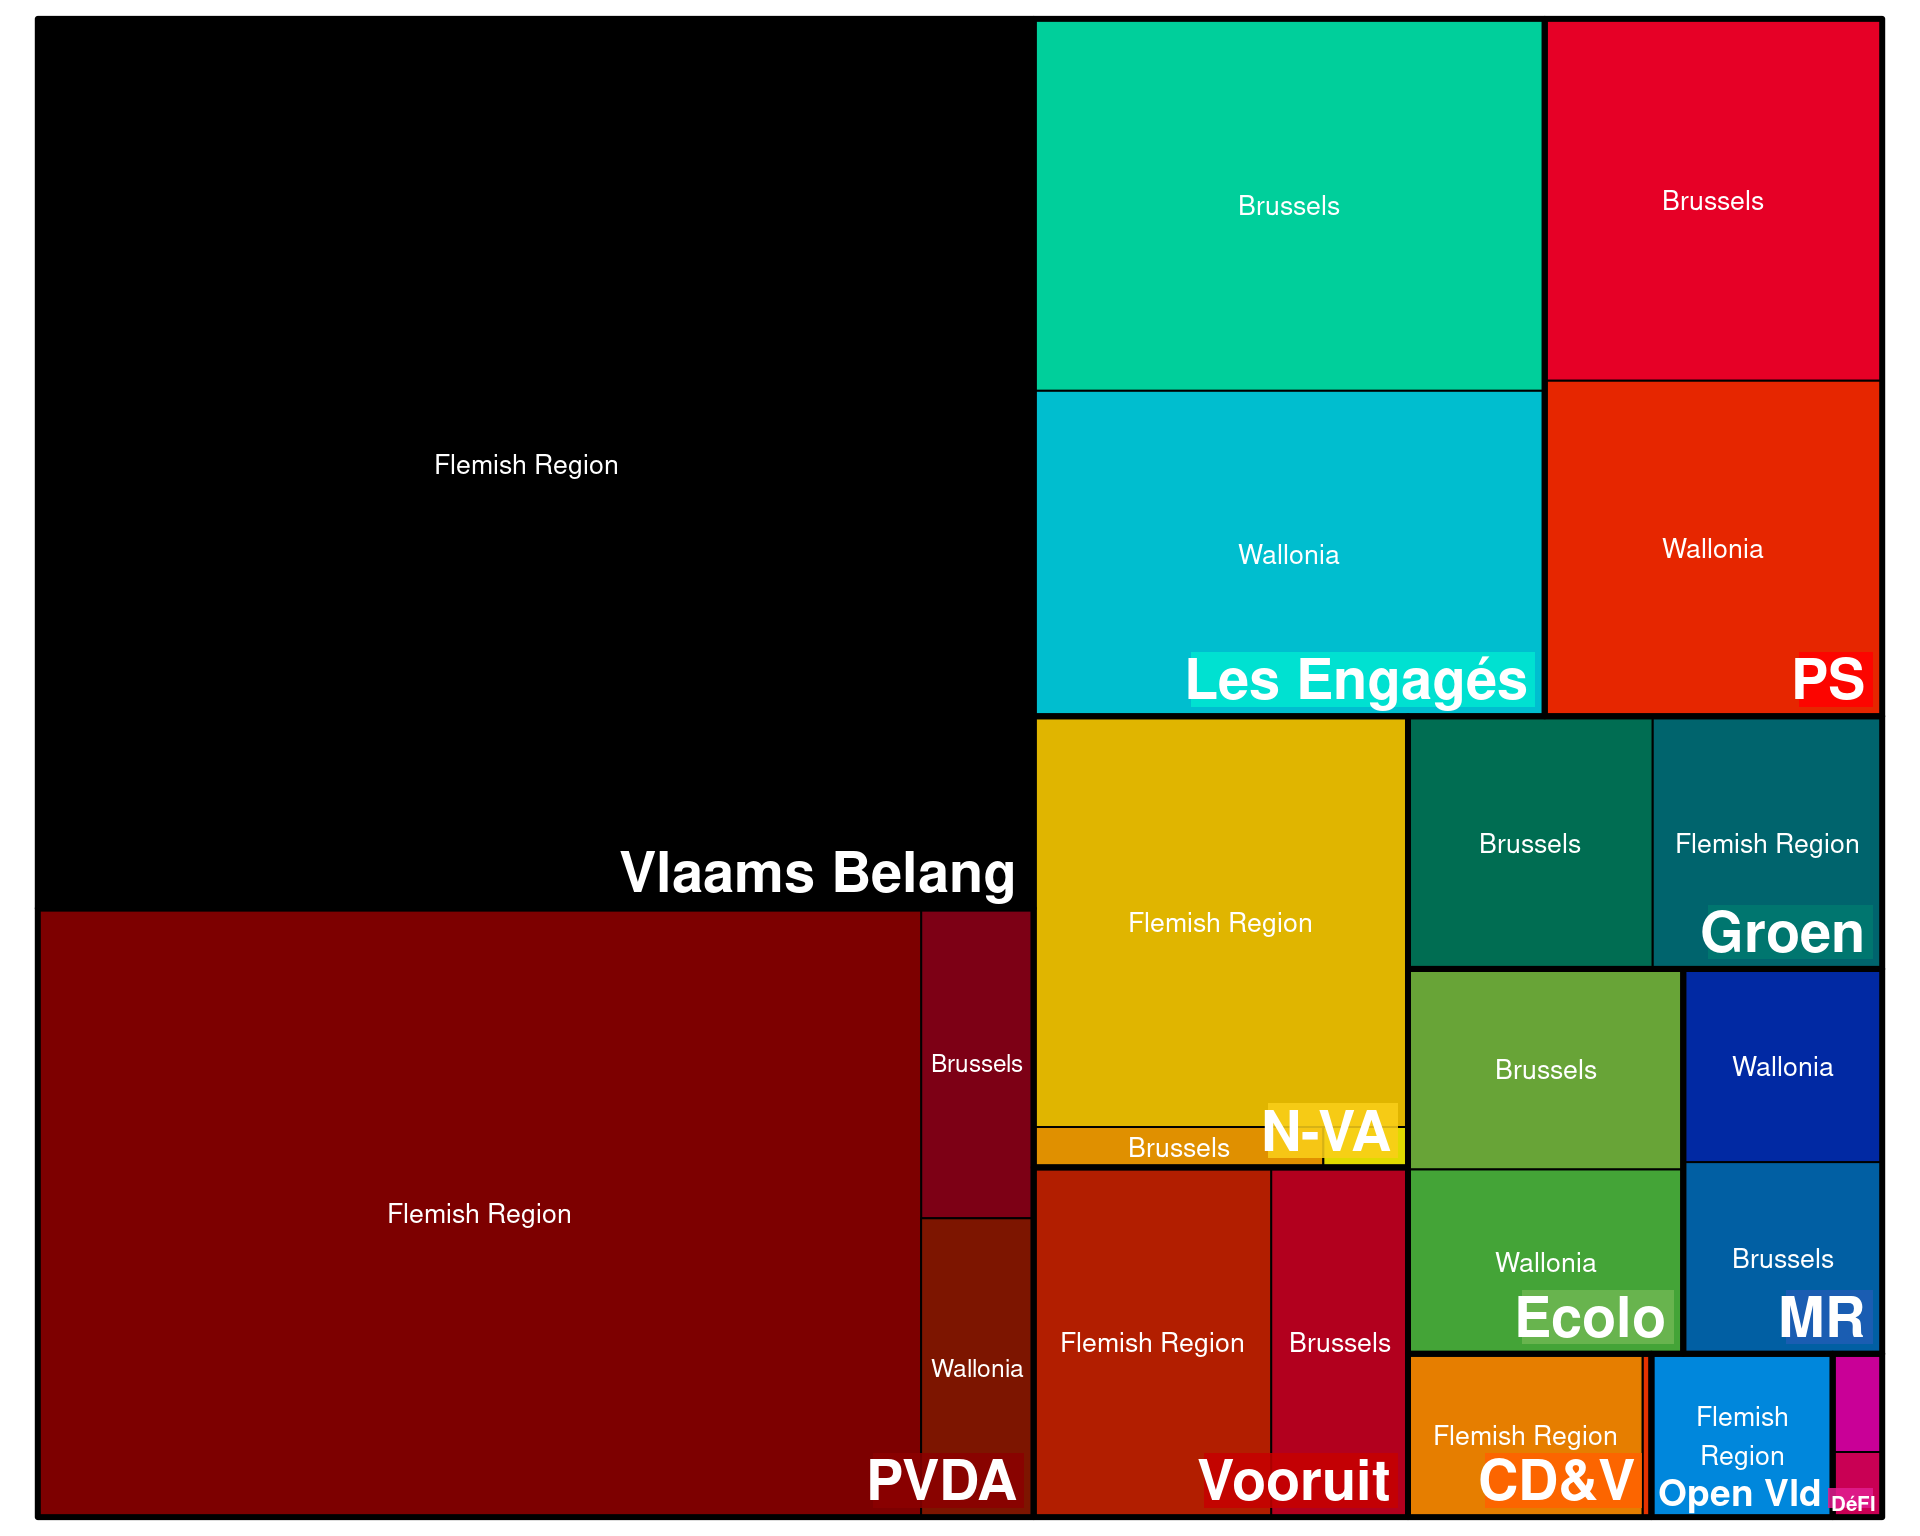 Flemish Region
Vlaams Belang
Flemish Region
Brussels
Wallonia
PVDA
Brussels
Wallonia
Les Engagés
Brussels
Wallonia
PS
Flemish Region
Brussels
N-VA
Flemish Region
Brussels
Vooruit
Brussels
Flemish Region
Groen
Brussels
Wallonia
Ecolo
Wallonia
Brussels
MR
Flemish Region
CD&V
Flemish
Region
Open Vld
DéFI